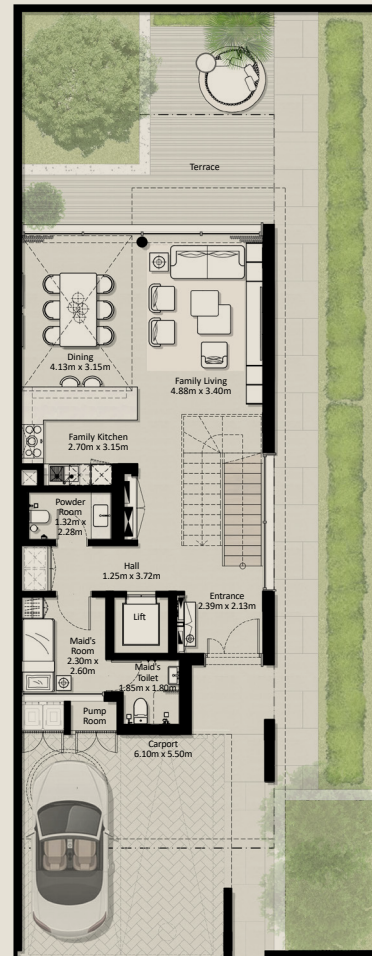 Terrace
Dining
4.13m x 3.15m
Family Living
4.88m x 3.40m
Family Kitchen
2.70m x 3.15m
Powder
Room
1.32m x
2.28m
Hall
1.25m x 3.72m
Entrance
2.39m x 2.13m
Lift
Maid's
Room
2.30m x
2.60m
Maid's
Toilet
1.85m x 1.80m
Pump
Room
Carport
6.10m x 5.50m